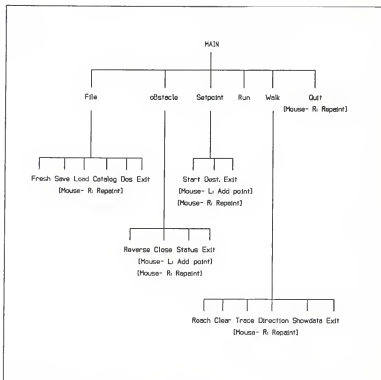 MAIN
File oBstacle Setpoint Run Walk Quit
[Mouse- R: Repaint]
Fresh Save Load Catalog Dos Exit
[Mouse- R: Repaint]
Start Dest. Exit
[Mouse- L: Add point]
[Mouse- R: Repaint]
Reverse Close Status Exit
[Mouse- L: Add point]
[Mouse- R: Repaint]
Reach Clear Trace Direction Showdata Exit
[Mouse- R: Repaint]